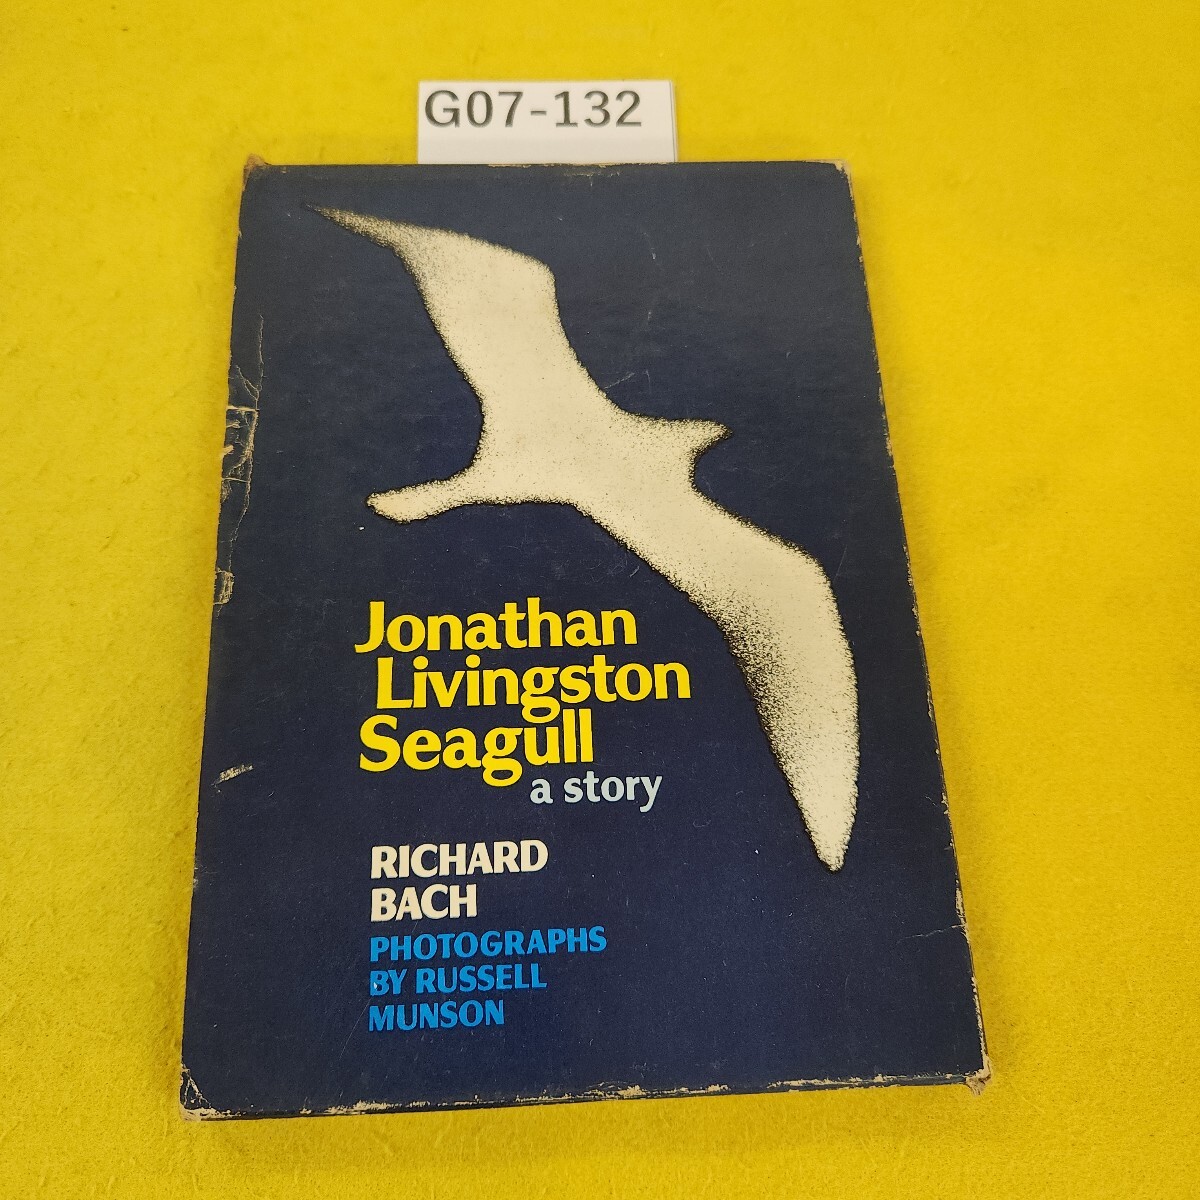 G07-132
Jonathan
Livingston
Seagull
a story
RICHARD
BACH
PHOTOGRAPHS
BY RUSSELL
MUNSON